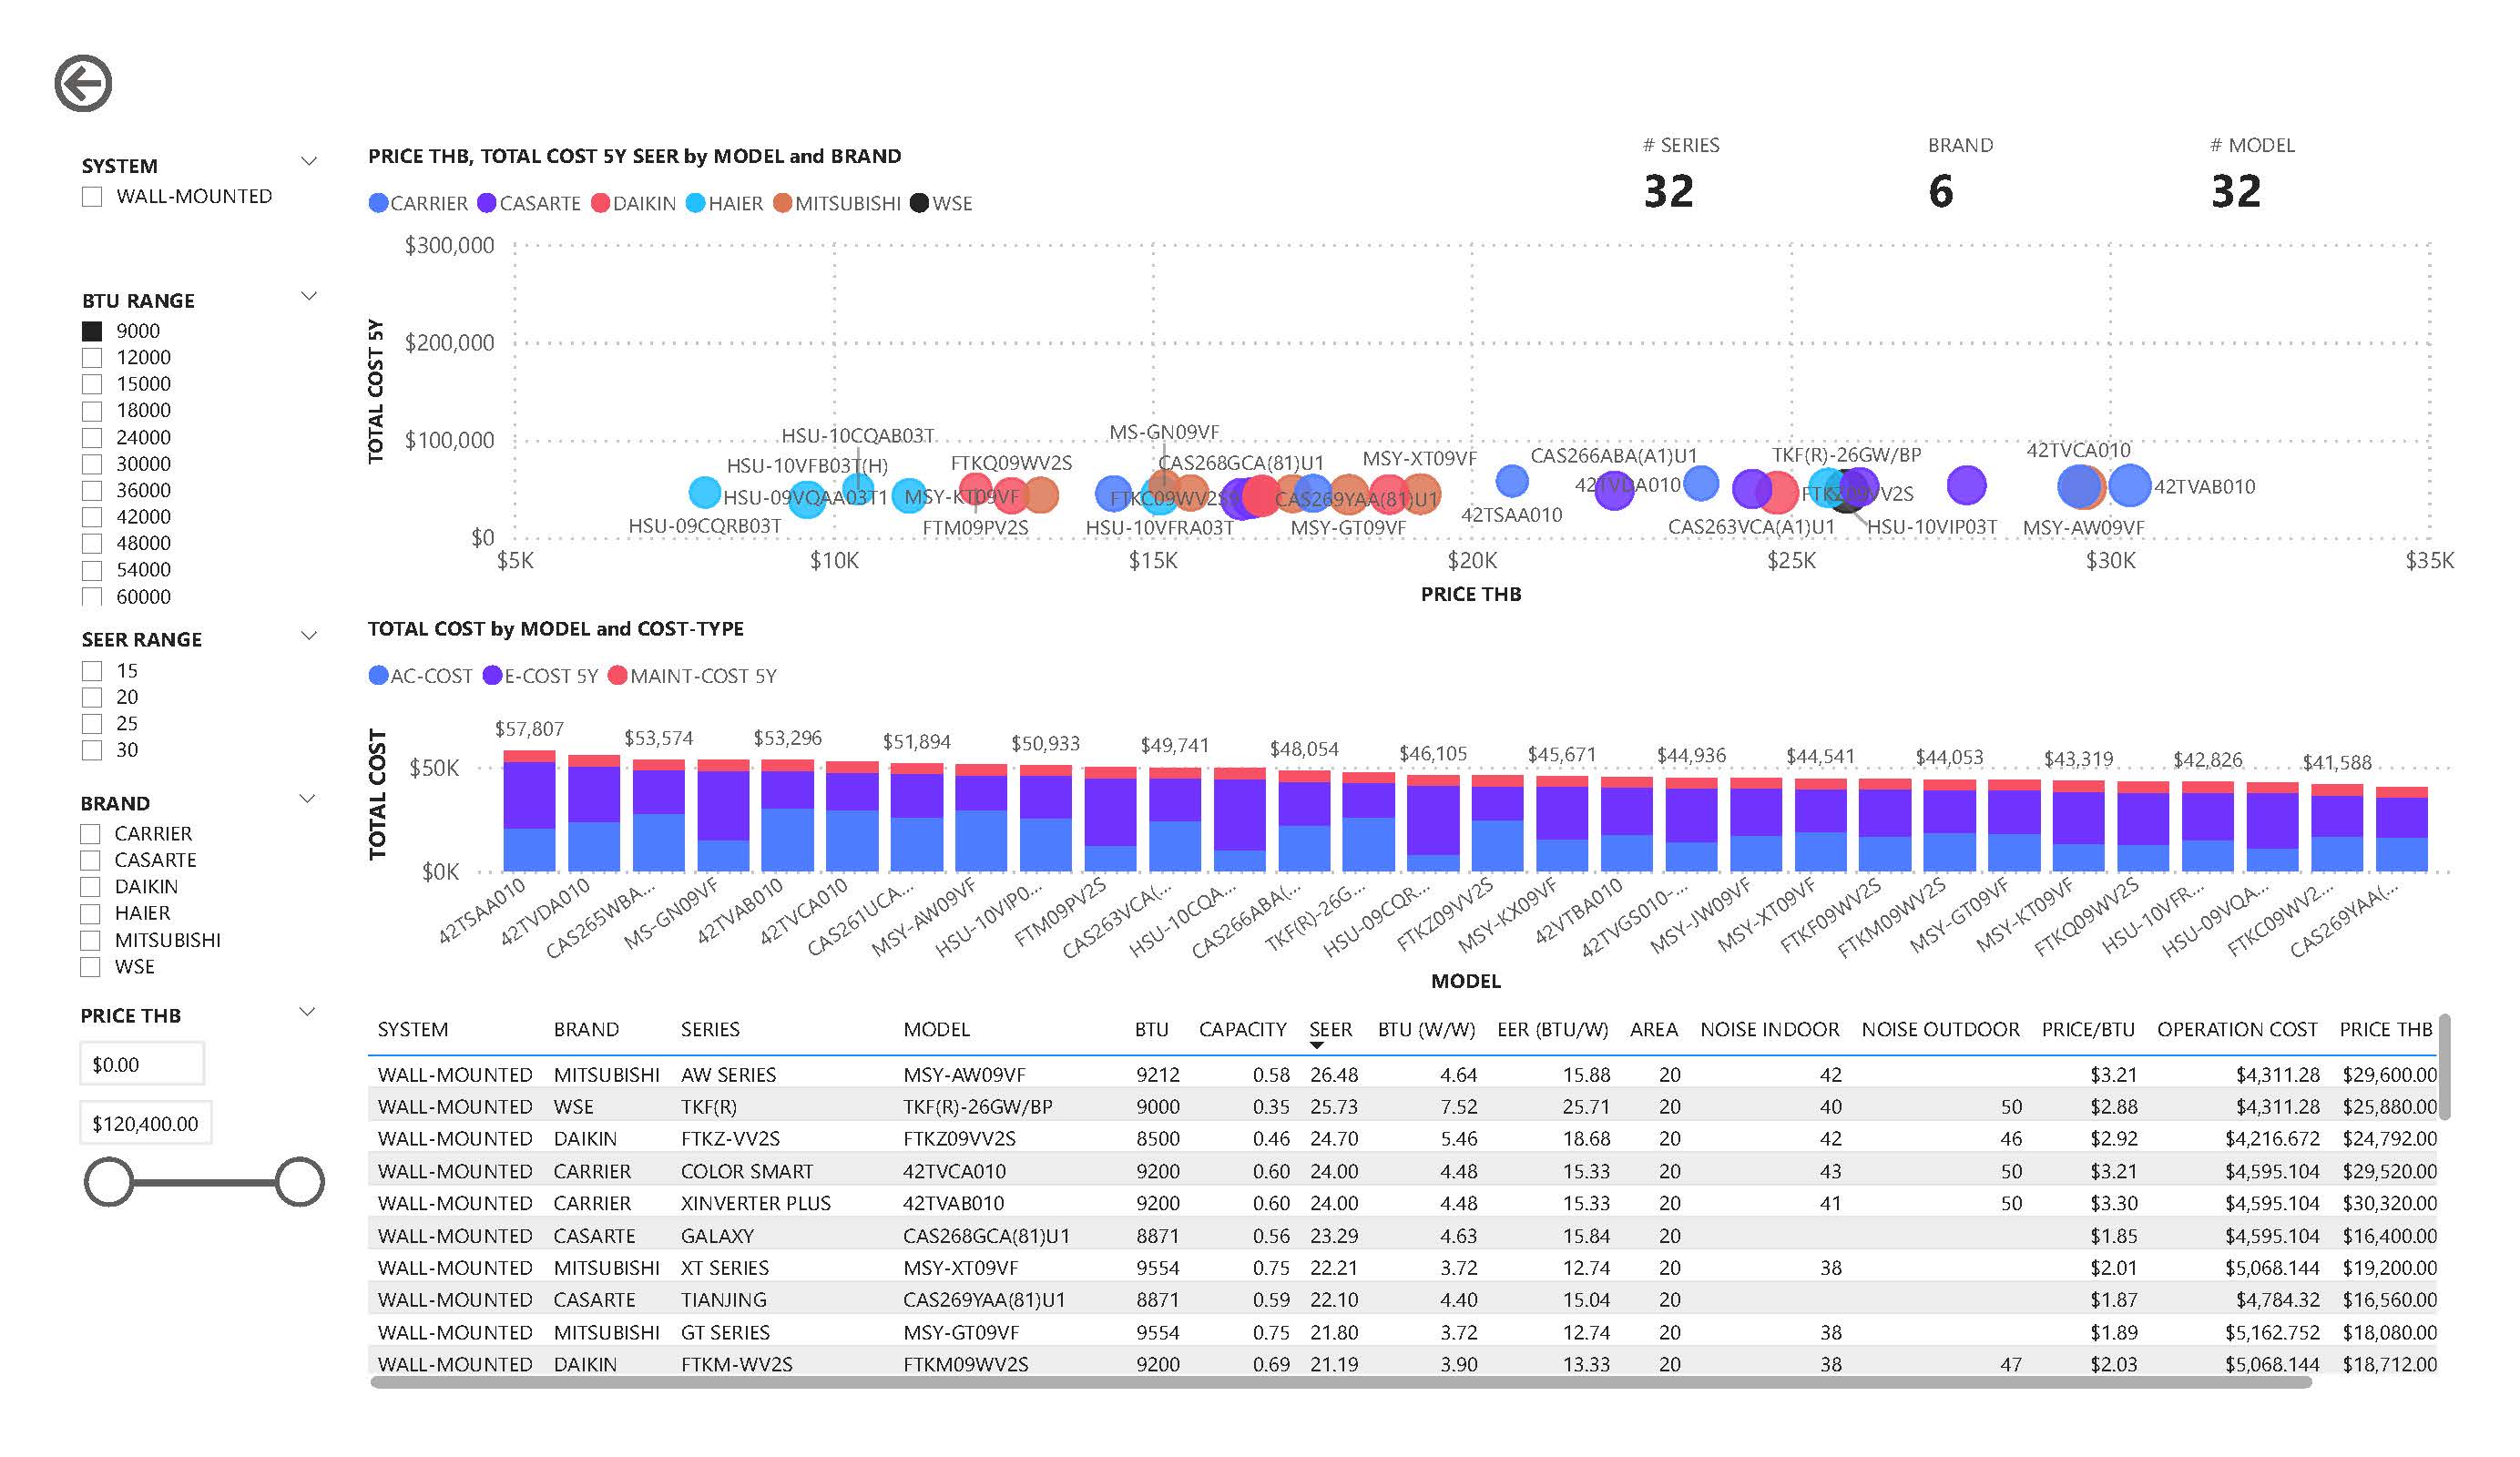 SYSTEM
WALL-MOUNTED
BTU RANGE
9000
12000
15000
18000
24000
30000
36000
42000
48000
54000
60000
SEER RANGE
15
20
25
30
BRAND
CARRIER
CASARTE
DAIKIN
HAIER
MITSUBISHI
WSE
PRICE THB
$0.00
$120,400.00
PRICE THB, TOTAL COST 5Y SEER by MODEL and BRAND
CARRIER CASARTE DAIKIN HAIER MITSUBISHI WSE
# SERIES
32
BRAND
6
# MODEL
32
TOTAL COST 5Y
$300,000
$200,000
$100,000
$0
HSU-10CQAB03T
MS-GN09VF
HSU-10VFB03T(H)
FTKQ09WV2S
CAS268GCA(81)U1
MSY-XT09VF
CAS266ABA(A1)U1
TKF(R)-26GW/BP
42TVCA010
HSU-09VQAA03T1
MSY-KT09VF
FTKC09WV2S
CAS269YAA(81)U1
42TVDA010
FTKZ09VV2S
42TVAB010
HSU-09CQRB03T
FTM09PV2S
HSU-10VFRA03T
MSY-GT09VF
42TSAA010
CAS263VCA(A1)U1
HSU-10VIP03T
MSY-AW09VF
$5K $10K $15K $20K $25K $30K $35K
PRICE THB
TOTAL COST by MODEL and COST-TYPE
AC-COST E-COST 5Y MAINT-COST 5Y
TOTAL COST
$50K
$0K
$57,807 $53,574 $53,296 $51,894 $50,933 $49,741 $48,054 $46,105 $45,671 $44,936 $44,541 $44,053 $43,319 $42,826 $41,588
42TSAA010 42TVDA010 CAS265WBA... MS-GN09VF 42TVAB010 42TVCA010 CAS261UCA... MSY-AW09VF HSU-10VIP0... FTM09PV2S CAS263VCA(... HSU-10CQA... CAS266ABA(... TKF(R)-26G... HSU-09CQR... FTKZ09VV2S MSY-KX09VF 42VTBA010 42TVGS010-... MSY-JW09VF MSY-XT09VF FTKF09WV2S FTKM09WV2S MSY-GT09VF MSY-KT09VF FTKQ09WV2S HSU-10VFR... HSU-09VQA... FTKC09WV2... CAS269YAA(...
MODEL
SYSTEM BRAND SERIES MODEL BTU CAPACITY SEER BTU (W/W) EER (BTU/W) AREA NOISE INDOOR NOISE OUTDOOR PRICE/BTU OPERATION COST PRICE THB
WALL-MOUNTED MITSUBISHI AW SERIES MSY-AW09VF 9212 0.58 26.48 4.64 15.88 20 42 $3.21 $4,311.28 $29,600.00
WALL-MOUNTED WSE TKF(R) TKF(R)-26GW/BP 9000 0.35 25.73 7.52 25.71 20 40 50 $2.88 $4,311.28 $25,880.00
WALL-MOUNTED DAIKIN FTKZ-VV2S FTKZ09VV2S 8500 0.46 24.70 5.46 18.68 20 42 46 $2.92 $4,216.672 $24,792.00
WALL-MOUNTED CARRIER COLOR SMART 42TVCA010 9200 0.60 24.00 4.48 15.33 20 43 50 $3.21 $4,595.104 $29,520.00
WALL-MOUNTED CARRIER XINVERTER PLUS 42TVAB010 9200 0.60 24.00 4.48 15.33 20 41 50 $3.30 $4,595.104 $30,320.00
WALL-MOUNTED CASARTE GALAXY CAS268GCA(81)U1 8871 0.56 23.29 4.63 15.84 20 $1.85 $4,595.104 $16,400.00
WALL-MOUNTED MITSUBISHI XT SERIES MSY-XT09VF 9554 0.75 22.21 3.72 12.74 20 38 $2.01 $5,068.144 $19,200.00
WALL-MOUNTED CASARTE TIANJING CAS269YAA(81)U1 8871 0.59 22.10 4.40 15.04 20 $1.87 $4,784.32 $16,560.00
WALL-MOUNTED MITSUBISHI GT SERIES MSY-GT09VF 9554 0.75 21.80 3.72 12.74 20 38 $1.89 $5,162.752 $18,080.00
WALL-MOUNTED DAIKIN FTKM-WV2S FTKM09WV2S 9200 0.69 21.19 3.90 13.33 20 38 47 $2.03 $5,068.144 $18,712.00